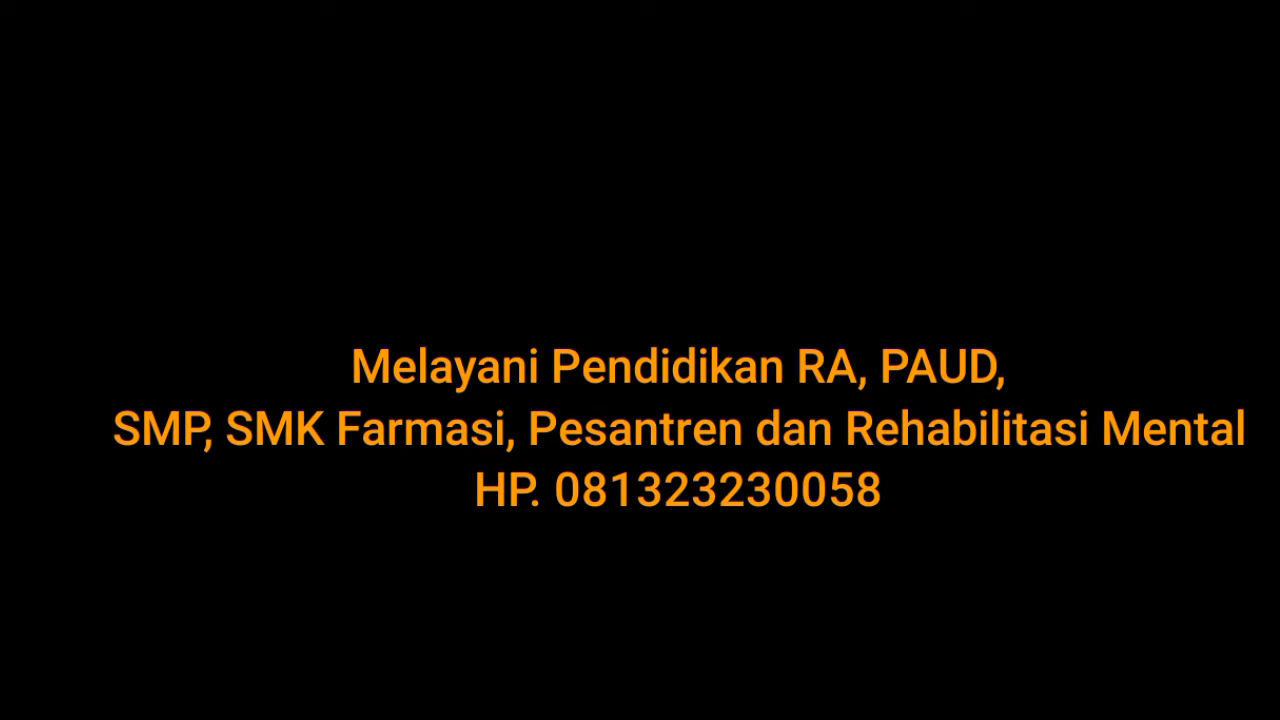 Melayani Pendidikan RA, PAUD,
SMP, SMK Farmasi, Pesantren dan Rehabilitasi Mental
HP. 081323230058